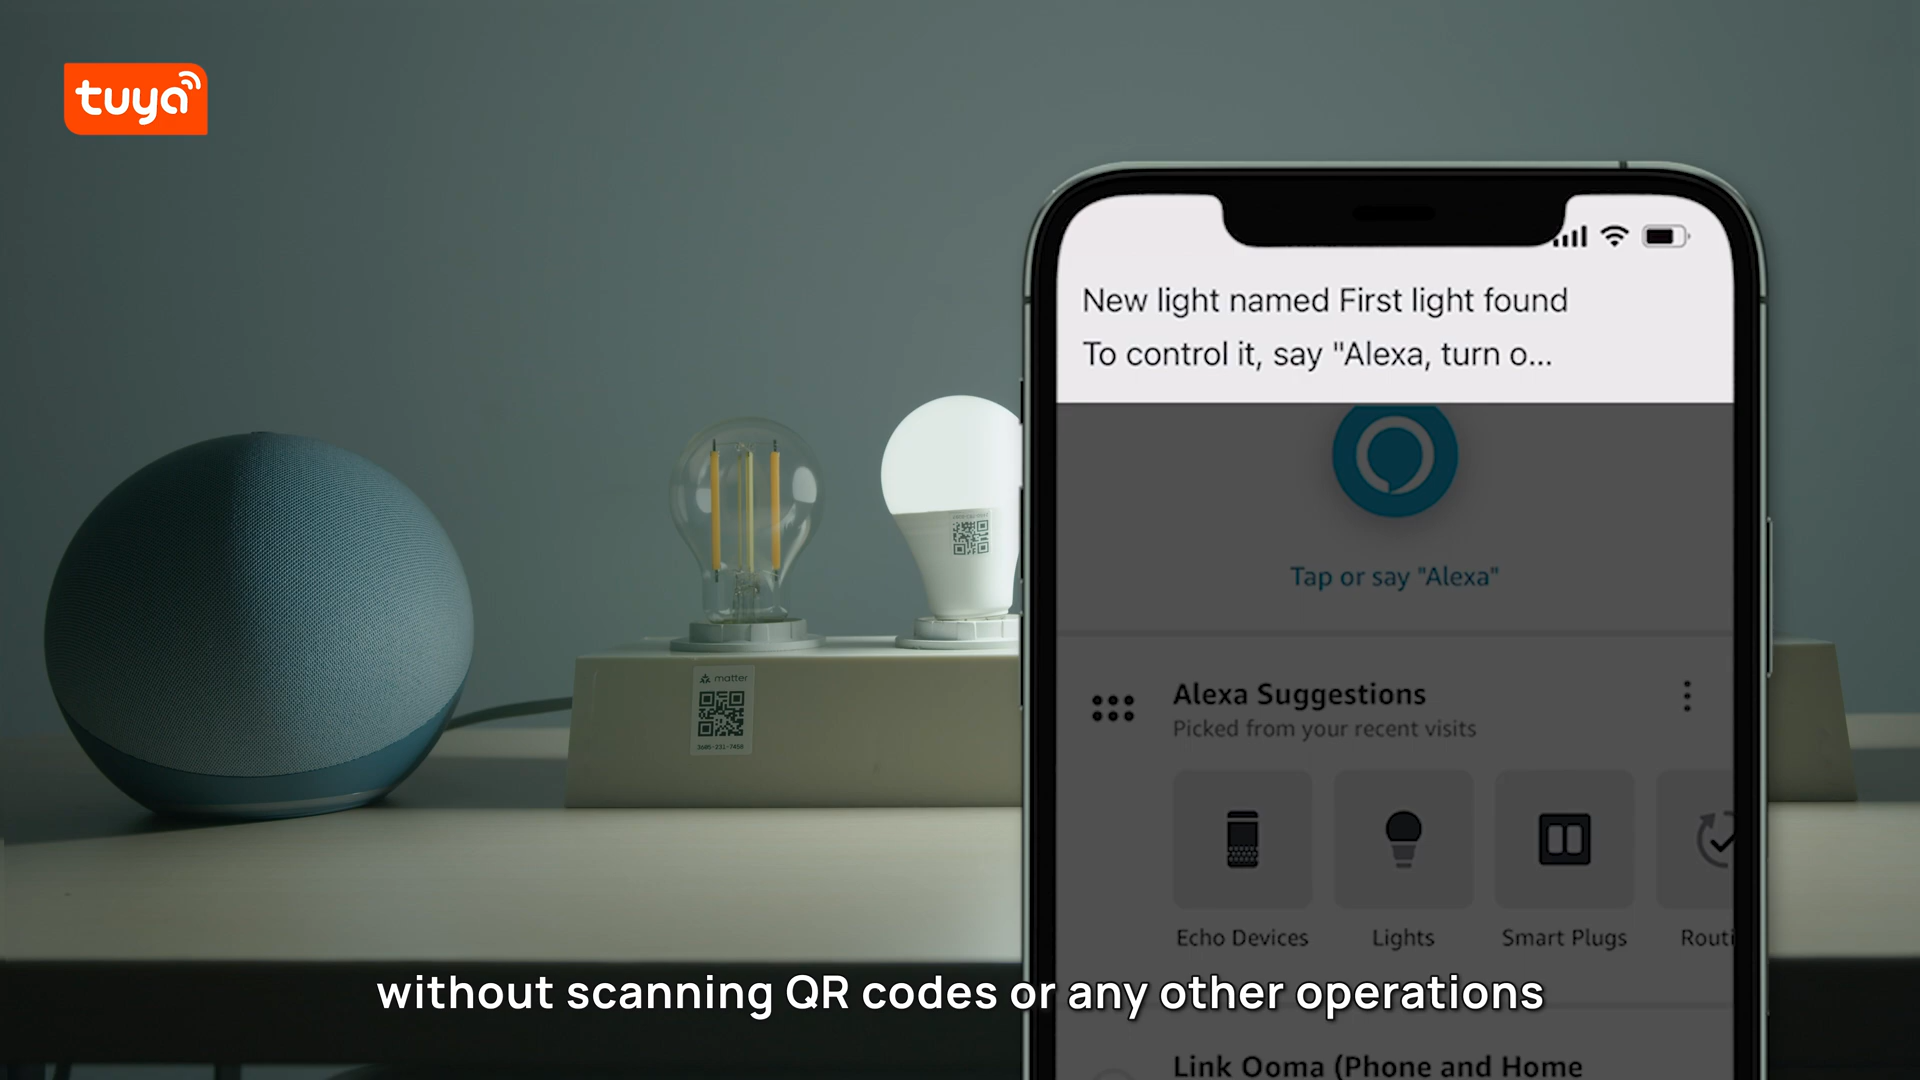 tuya
New light named First light found
To control it, say "Alexa, turn o...
Tap or say "Alexa"
matter
Alexa Suggestions
Picked from your recent visits
Echo Devices
Lights
Smart Plugs
Routi
without scanning QR codes or any other operations
Link Ooma (Phone and Home